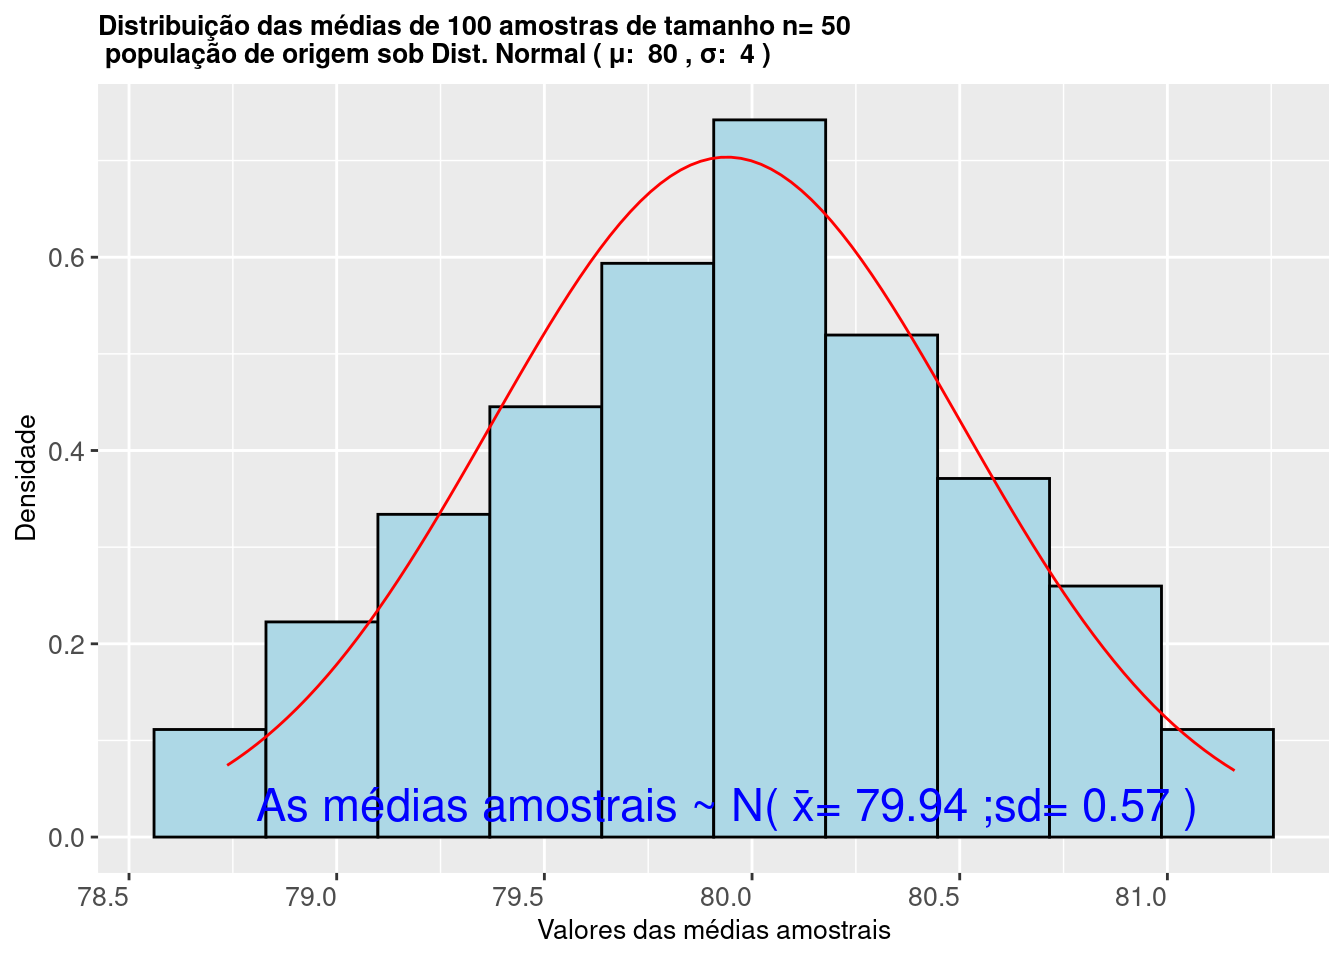 Distribuição das médias de 100 amostras de tamanho n= 50
população de origem sob Dist. Normal ( μ:  80 , σ:  4 )
Densidade
0.6
0.4
0.2
0.0
As médias amostrais ~ N( x̄= 79.94 ;sd= 0.57 )
78.5 79.0 79.5 80.0 80.5 81.0
Valores das médias amostrais